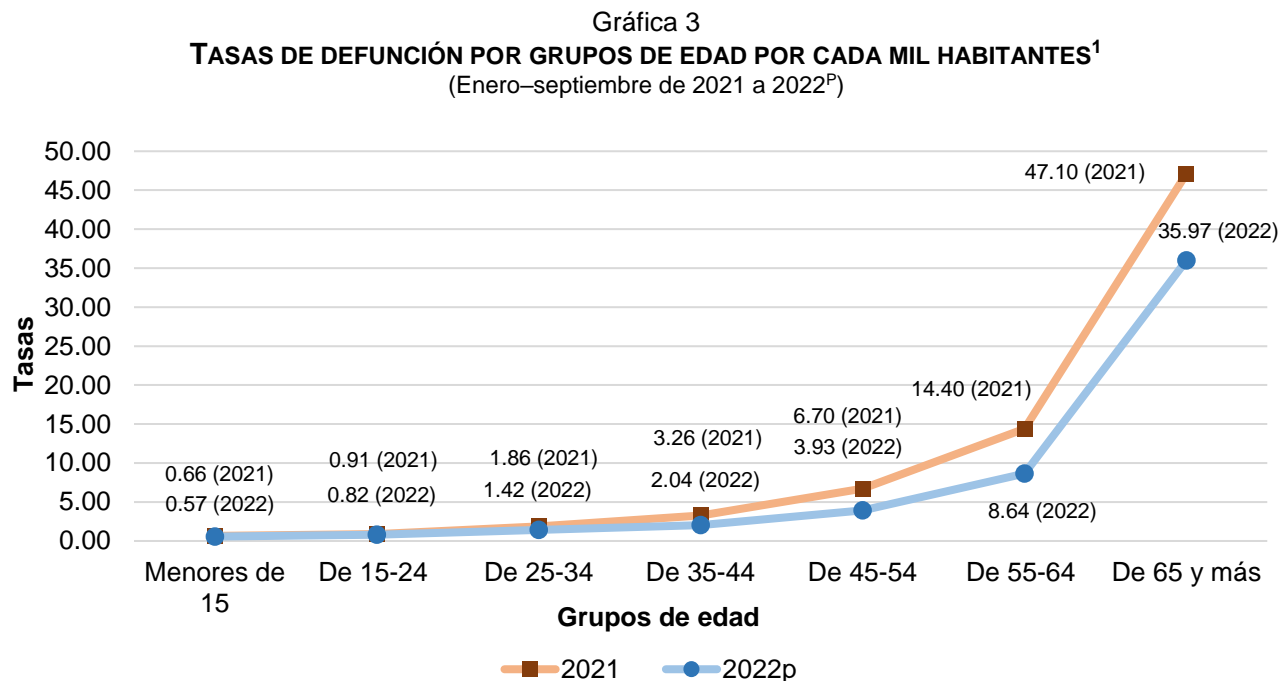 Gráfica 3
TASAS DE DEFUNCIÓN POR GRUPOS DE EDAD POR CADA MIL HABITANTES¹
(Enero–septiembre de 2021 a 2022ᴾ)
50.00
45.00
40.00
35.00
30.00
25.00
20.00
15.00
10.00
5.00
0.00
Tasas
47.10 (2021)
35.97 (2022)
14.40 (2021)
8.64 (2022)
6.70 (2021)
3.93 (2022)
3.26 (2021)
2.04 (2022)
1.86 (2021)
1.42 (2022)
0.91 (2021)
0.82 (2022)
0.66 (2021)
0.57 (2022)
Menores de
15
De 15-24
De 25-34
De 35-44
De 45-54
De 55-64
De 65 y más
Grupos de edad
2021
2022p